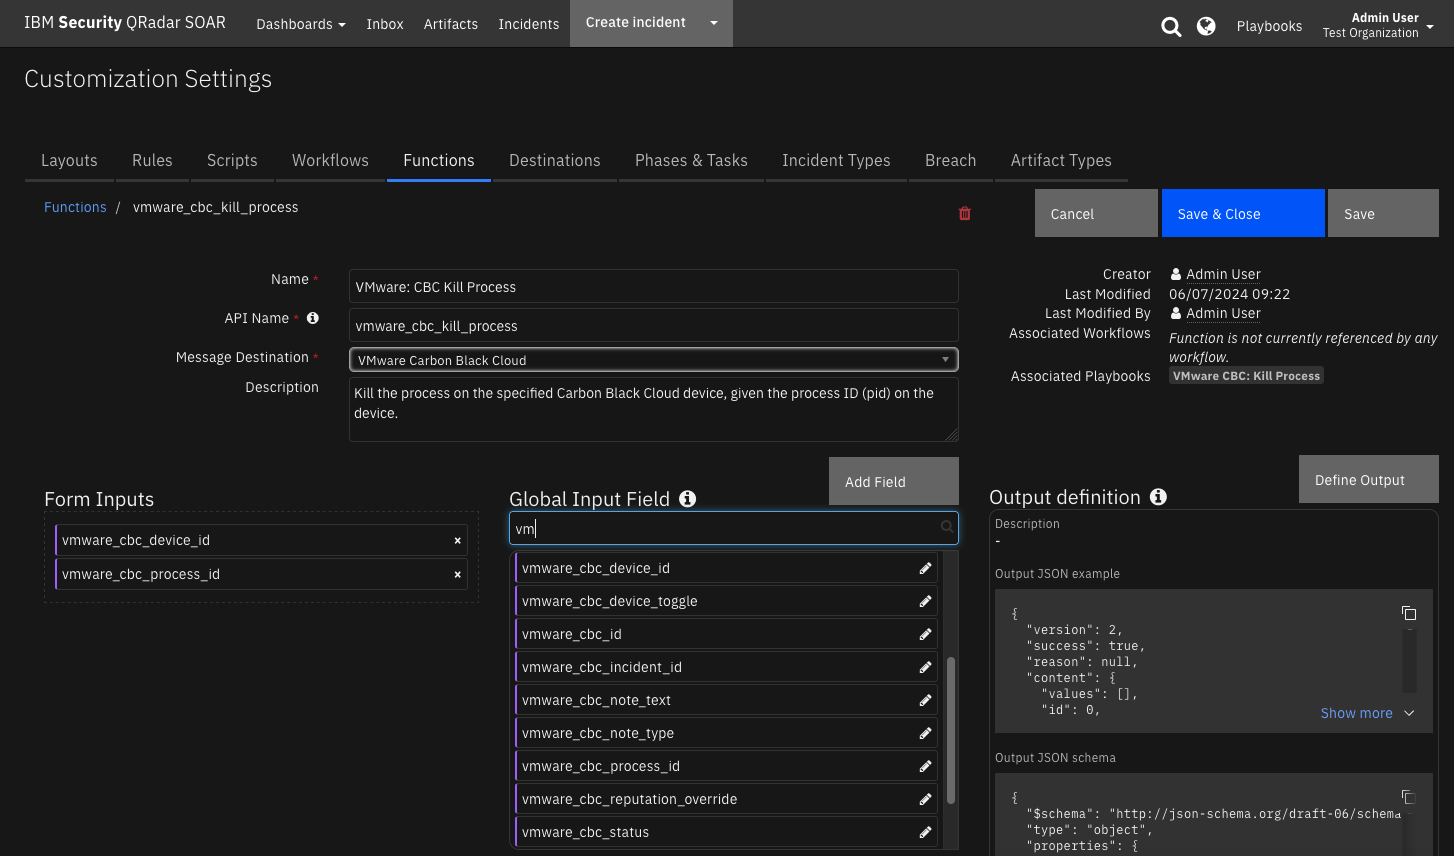 IBM Security QRadar SOAR
Dashboards
Inbox
Artifacts
Incidents
Create incident
Playbooks
Admin User
Test Organization
Customization Settings
Layouts
Rules
Scripts
Workflows
Functions
Destinations
Phases & Tasks
Incident Types
Breach
Artifact Types
Functions / vmware_cbc_kill_process
Cancel
Save & Close
Save
Name *
VMware: CBC Kill Process
API Name *
vmware_cbc_kill_process
Message Destination *
VMware Carbon Black Cloud
Description
Kill the process on the specified Carbon Black Cloud device, given the process ID (pid) on the
device.
Creator
Admin User
Last Modified
06/07/2024 09:22
Last Modified By
Admin User
Associated Workflows
Function is not currently referenced by any
workflow.
Associated Playbooks
VMware CBC: Kill Process
Form Inputs
vmware_cbc_device_id ×
vmware_cbc_process_id ×
Add Field
Global Input Field
vm
vmware_cbc_device_id
vmware_cbc_device_toggle
vmware_cbc_id
vmware_cbc_incident_id
vmware_cbc_note_text
vmware_cbc_note_type
vmware_cbc_process_id
vmware_cbc_reputation_override
vmware_cbc_status
Define Output
Output definition
Description
-
Output JSON example
{
"version": 2,
"success": true,
"reason": null,
"content": {
"values": [],
"id": 0,
Show more
Output JSON schema
{
"$schema": "http://json-schema.org/draft-06/schema
"type": "object",
"properties": {